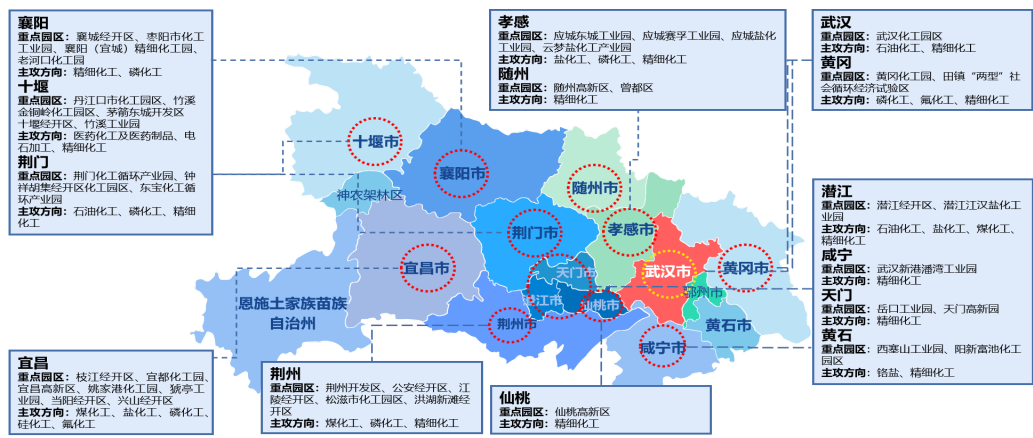 襄阳
重点园区：襄城经开区、枣阳市化工
工业园、襄阳（宜城）精细化工园、
老河口化工园
主攻方向：精细化工、磷化工
十堰
重点园区：丹江口市化工园区、竹溪
金铜岭化工园区、茅箭东城开发区
十堰经开区、竹溪工业园
主攻方向：医药化工及医药制品、电
石加工、精细化工
荆门
重点园区：荆门化工循环产业园、钟
祥胡集经开区化工园区、东宝化工循
环产业园
主攻方向：石油化工、磷化工、精细
化工
孝感
重点园区：应城东城工业园、应城赛孚工业园、应城盐化
工业园、云梦盐化工产业园
主攻方向：盐化工、磷化工、精细化工
随州
重点园区：随州高新区、曾都区
主攻方向：精细化工
武汉
重点园区：武汉化工园区
主攻方向：石油化工、精细化工
黄冈
重点园区：黄冈化工园、田镇“两型”社
会循环经济试验区
主攻方向：磷化工、氟化工、精细化工
潜江
重点园区：潜江经开区、潜江江汉盐化工
业园
主攻方向：石油化工、盐化工、煤化工、
精细化工
咸宁
重点园区：武汉新港潘湾工业园
主攻方向：精细化工
天门
重点园区：岳口工业园、天门高新园
主攻方向：精细化工
黄石
重点园区：西塞山工业园、阳新富池化工
园区
主攻方向：铬盐、精细化工
十堰市
襄阳市
神农架林区
随州市
孝感市
荆门市
宜昌市
天门市
武汉市
黄冈市
鄂州市
潜江市
仙桃市
恩施土家族苗族
自治州
荆州市
黄石市
咸宁市
宜昌
重点园区：枝江经开区、宜都化工园、
宜昌高新区、姚家港化工园、猇亭工
业园、当阳经开区、兴山经开区
主攻方向：煤化工、盐化工、磷化工、
硅化工、氟化工
荆州
重点园区：荆州开发区、公安经开区、江
陵经开区、松滋市化工园区、洪湖新滩经
开区
主攻方向：煤化工、磷化工、精细化工
仙桃
重点园区：仙桃高新区
主攻方向：精细化工